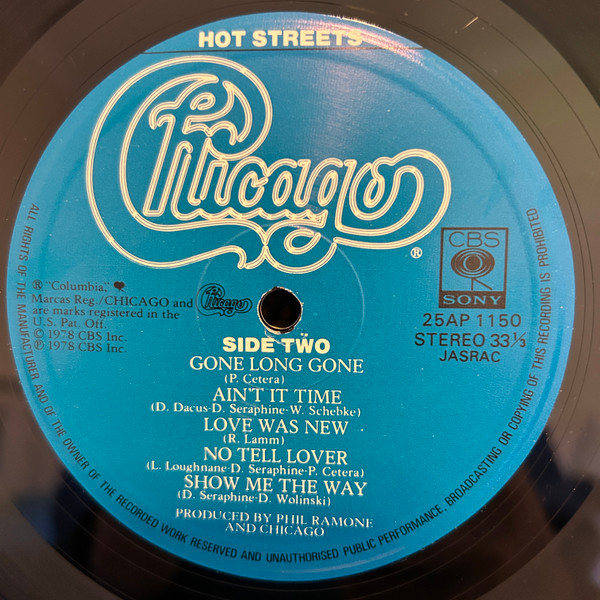 HOT STREETS
Chicago
®
ALL RIGHTS OF THE MANUFACTURER AND OF THE OWNER OF THE RECORDED WORK RESERVED AND UNAUTHORISED PUBLIC PERFORMANCE, BROADCASTING OR COPYING OF THIS RECORDING IS PROHIBITED
® "Columbia,"
Marcas Reg./CHICAGO and Chicago
are marks registered in the
U.S. Pat. Off.
© 1978 CBS Inc.
℗ 1978 CBS Inc.
CBS
SONY
25AP 1150
STEREO 33⅓
JASRAC
SIDE TWO
GONE LONG GONE
(P. Cetera)
AIN'T IT TIME
(D. Dacus-D. Seraphine-W. Schebke)
LOVE WAS NEW
(R. Lamm)
NO TELL LOVER
(L. Loughnane-D. Seraphine-P. Cetera)
SHOW ME THE WAY
(D. Seraphine-D. Wolinski)
PRODUCED BY PHIL RAMONE
AND CHICAGO